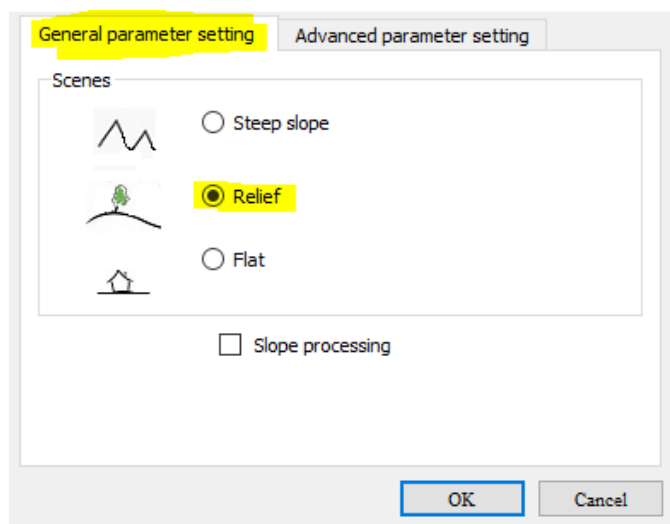 General parameter setting
Advanced parameter setting
Scenes
Steep slope
Relief
Flat
Slope processing
OK
Cancel